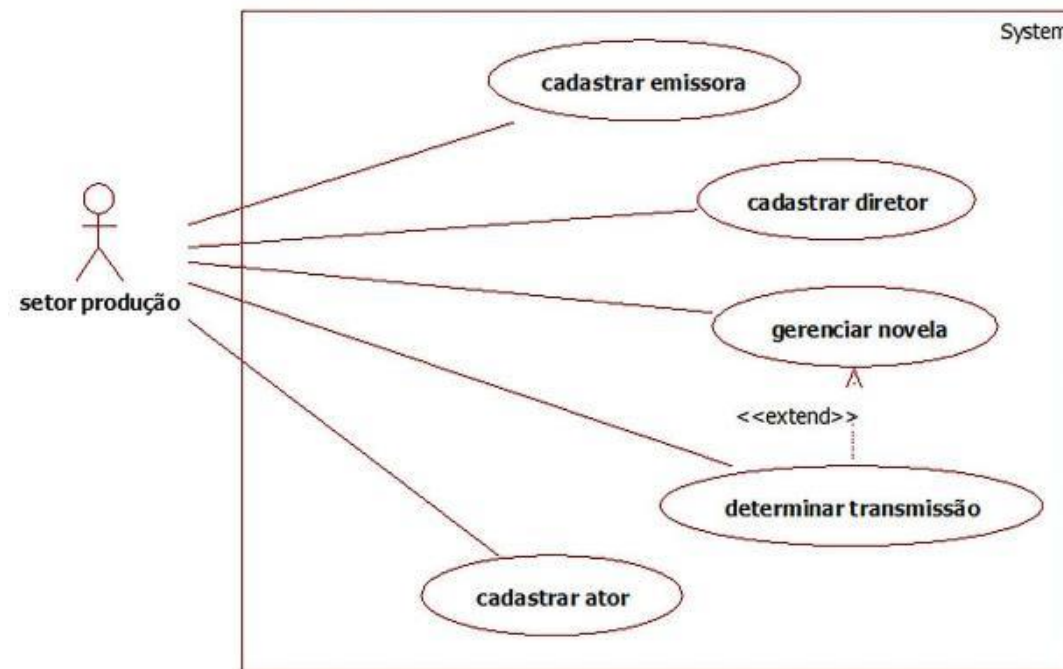 System
cadastrar emissora
cadastrar diretor
setor produção
gerenciar novela
<<extend>>
determinar transmissão
cadastrar ator